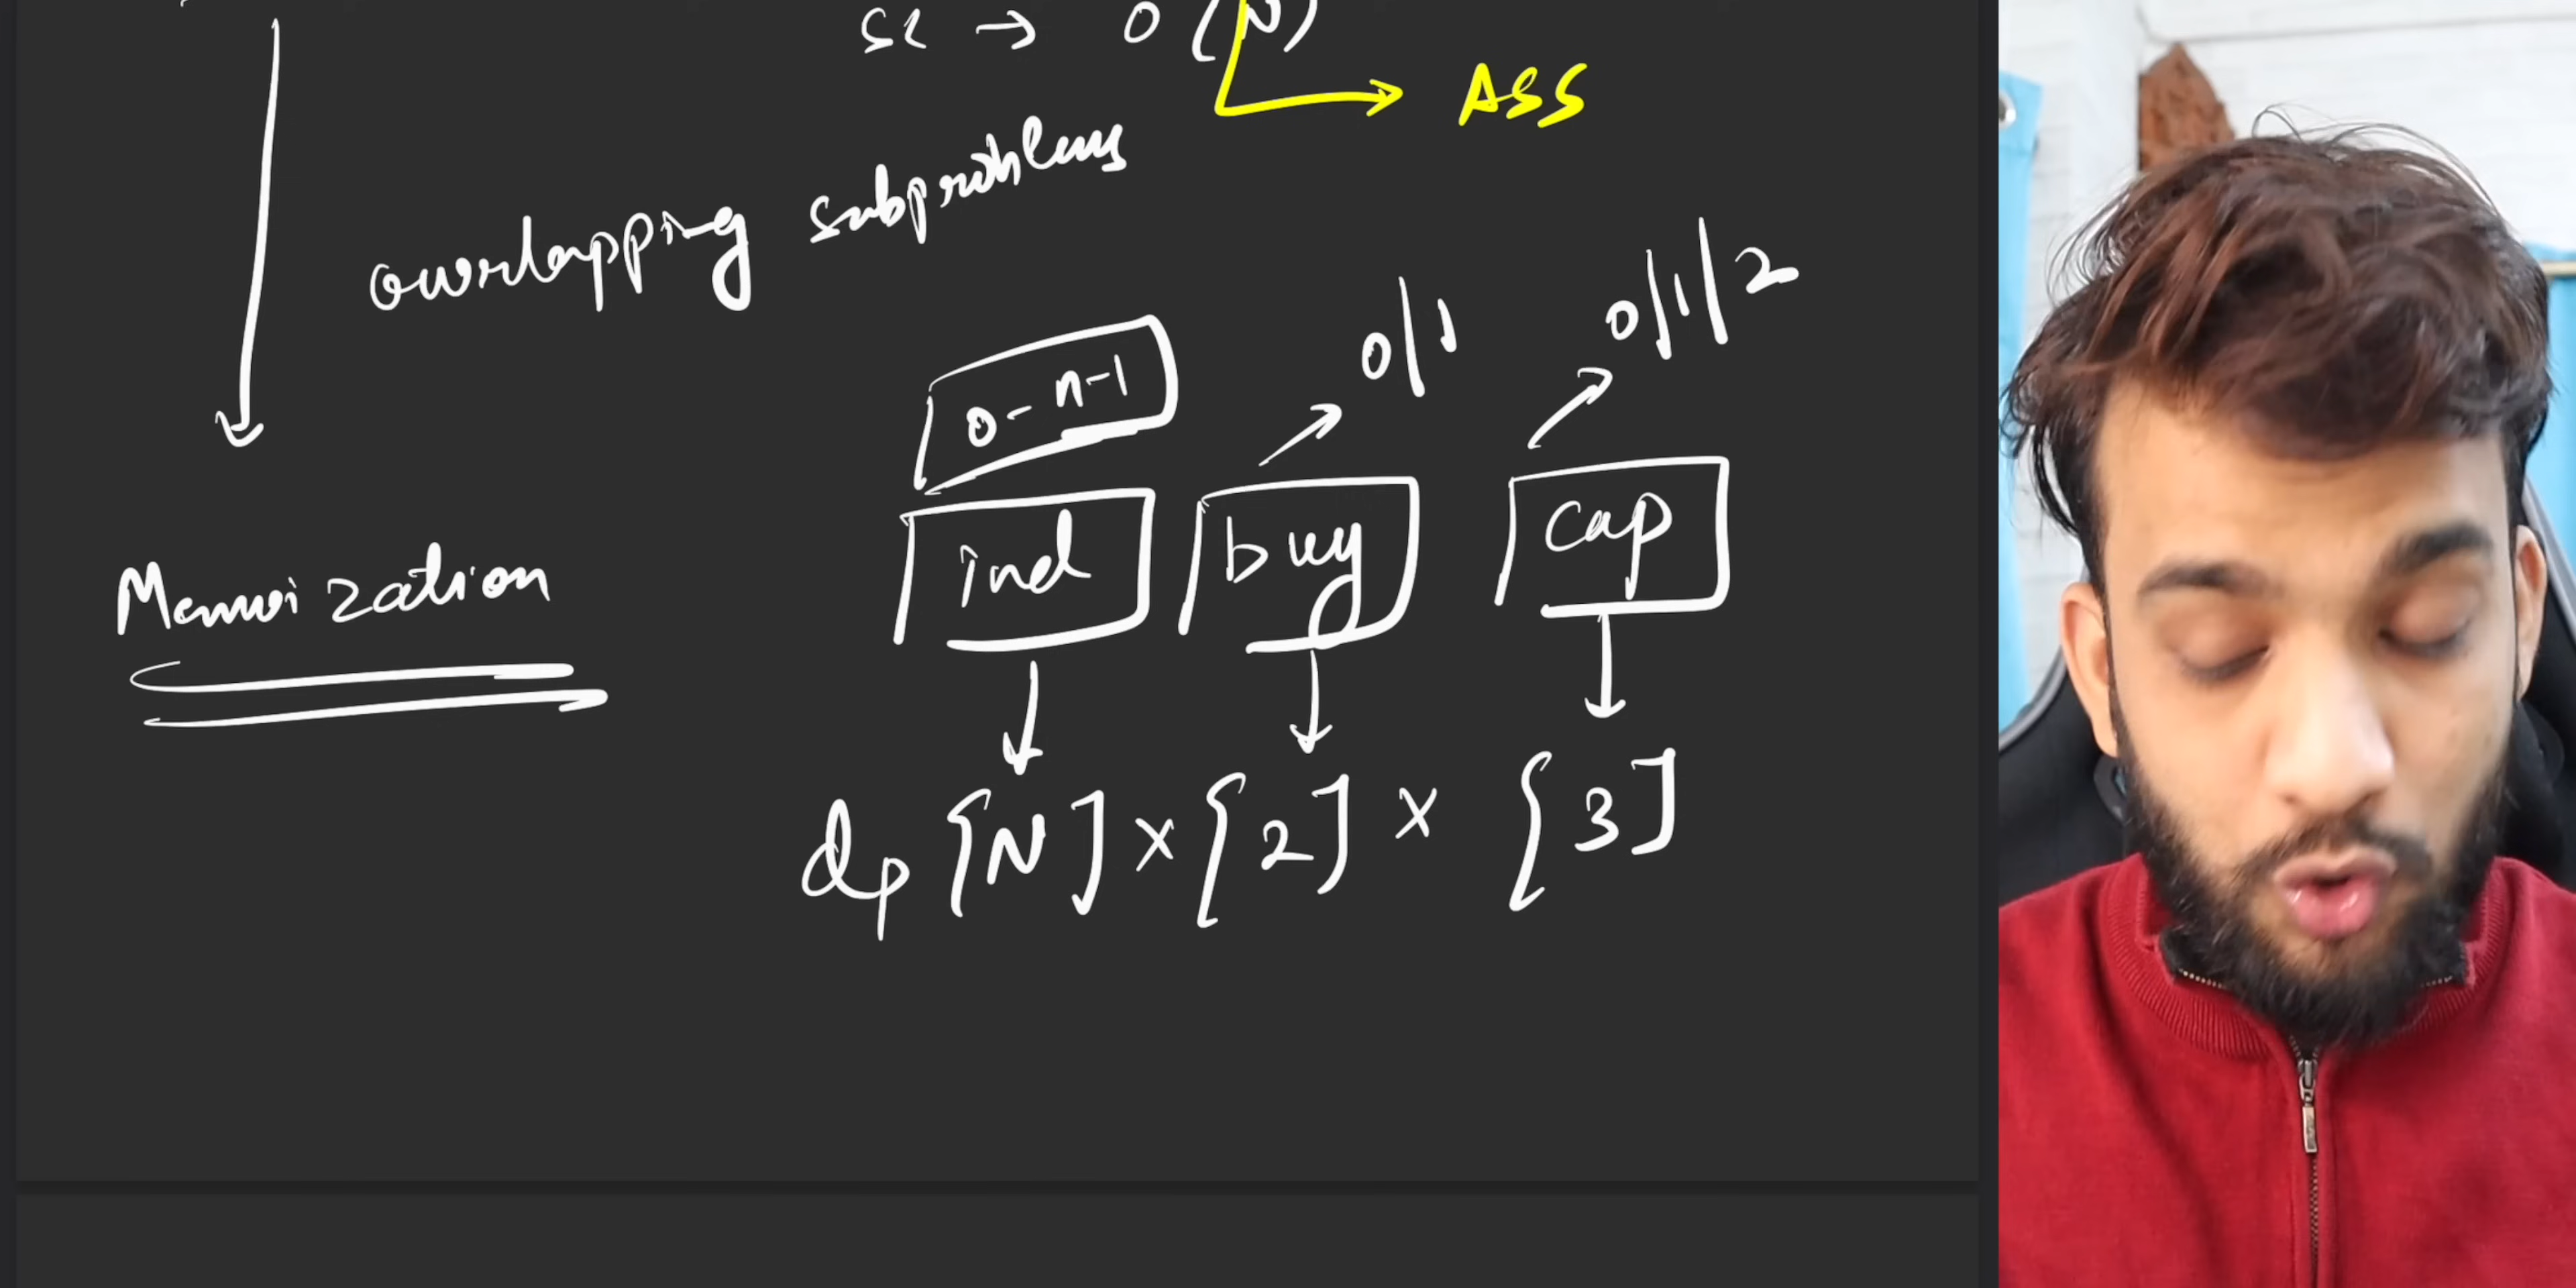 SC → O(N)
→ ASS
overlapping subproblems
0 - n-1
0/1
0/1/2
ind
buy
cap
Memoization
dp [N] x [2] x [3]